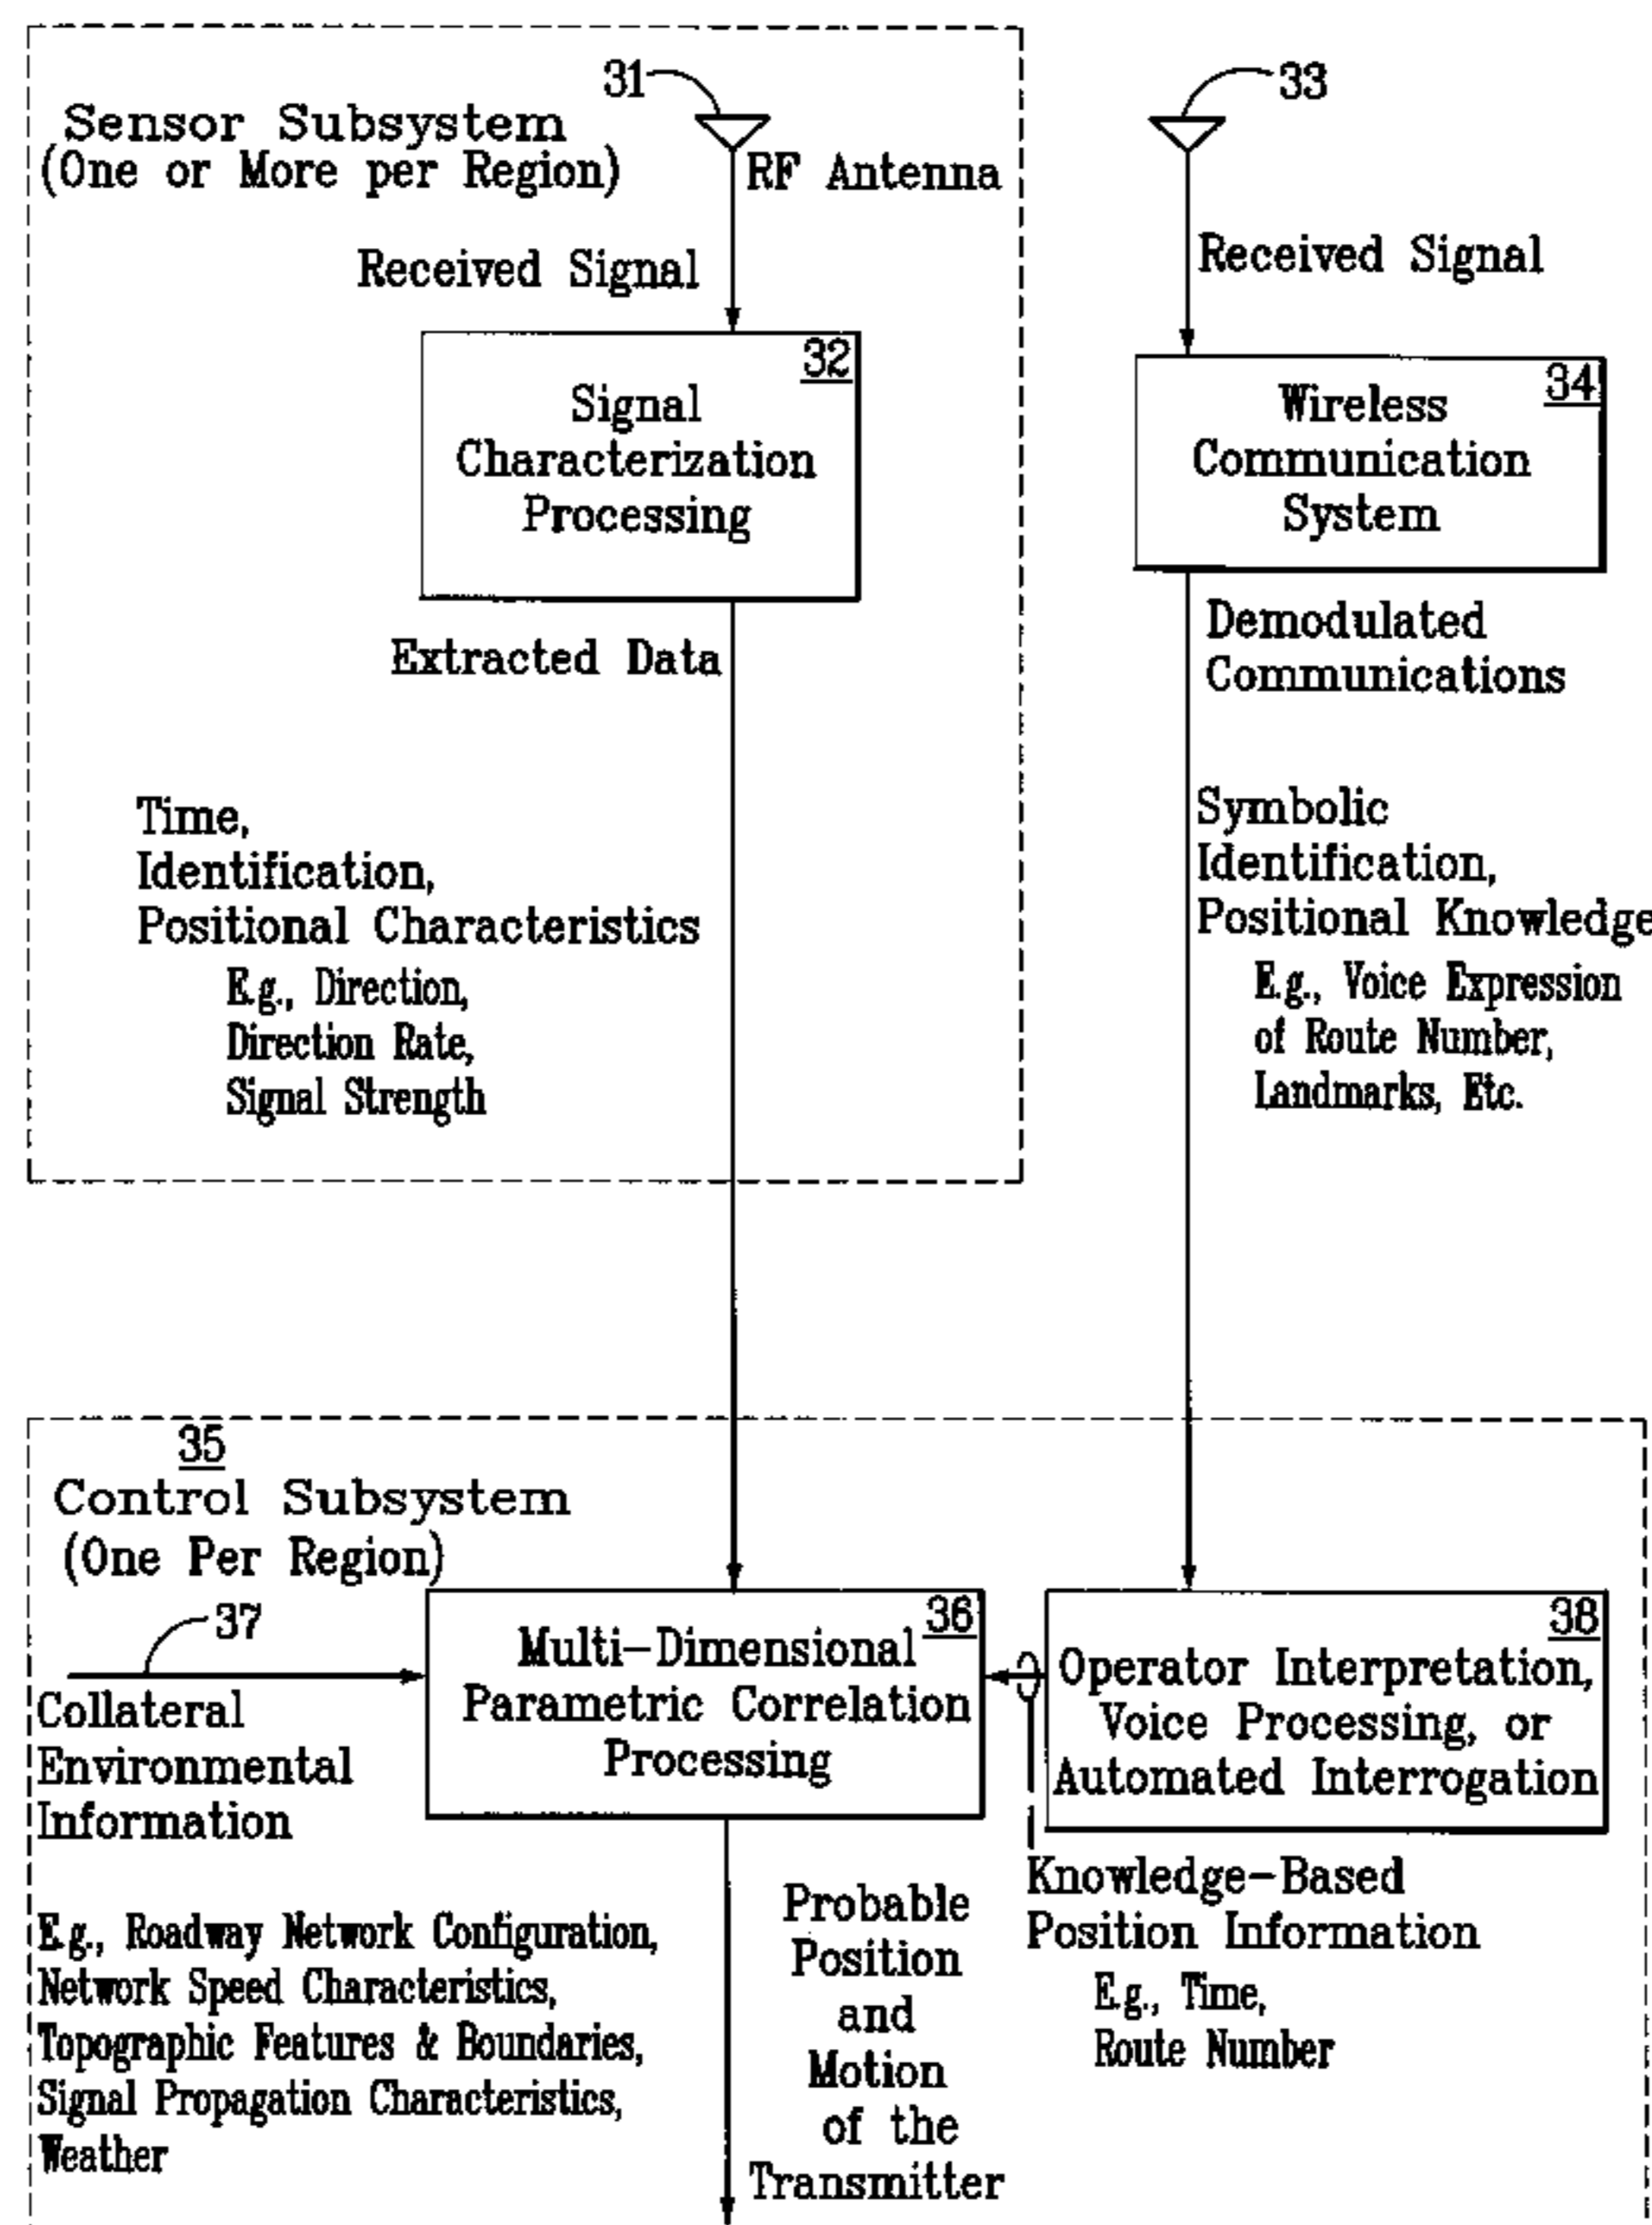 31
Sensor Subsystem
(One or More per Region)
RF Antenna
Received Signal
32
Signal
Characterization
Processing
Extracted Data
Time,
Identification,
Positional Characteristics
E.g., Direction,
Direction Rate,
Signal Strength
33
Received Signal
34
Wireless
Communication
System
Demodulated
Communications
Symbolic
Identification,
Positional Knowledge
E.g., Voice Expression
of Route Number,
Landmarks, Etc.
35
Control Subsystem
(One Per Region)
37
Collateral
Environmental
Information
E.g., Roadway Network Configuration,
Network Speed Characteristics,
Topographic Features & Boundaries,
Signal Propagation Characteristics,
Weather
36
Multi-Dimensional
Parametric Correlation
Processing
Probable
Position
and
Motion
of the
Transmitter
38
Operator Interpretation,
Voice Processing, or
Automated Interrogation
Knowledge-Based
Position Information
E.g., Time,
Route Number